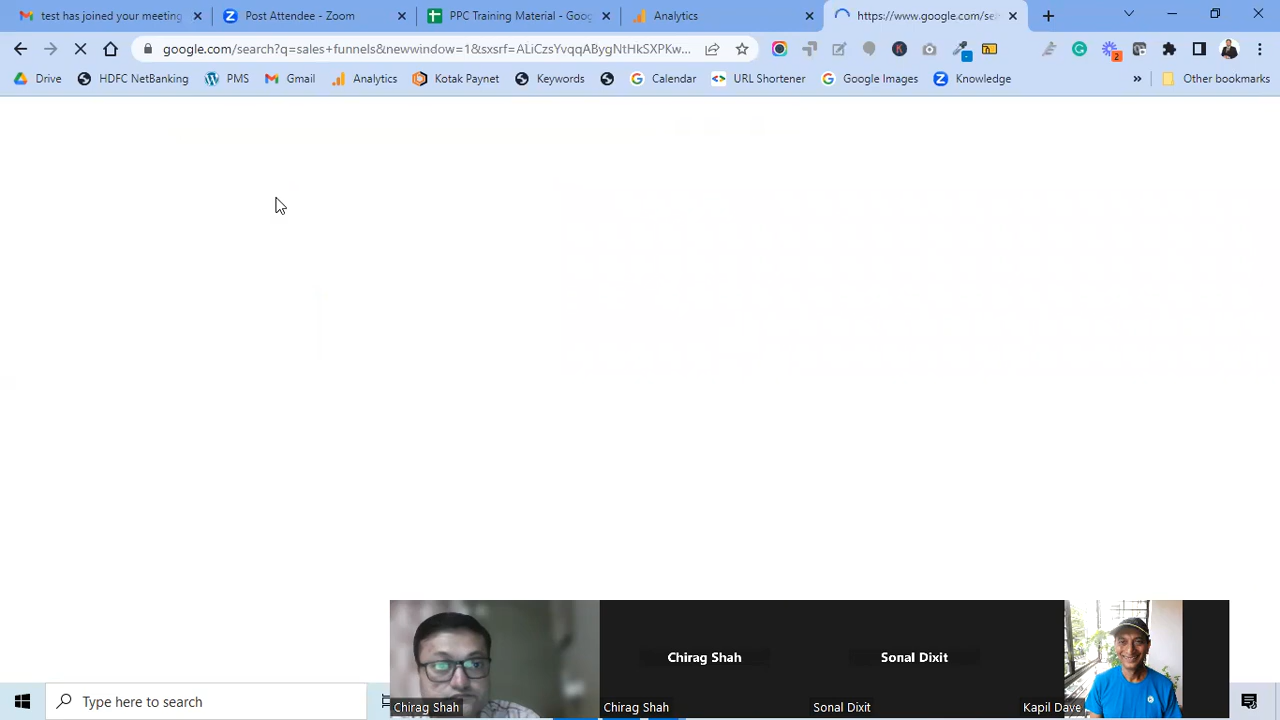 test has joined your meeting
Post Attendee - Zoom
PPC Training Material - Goog
Analytics
https://www.google.com/se
google.com/search?q=sales+funnels&newwindow=1&sxsrf=ALiCzsYvqqABygNtHkSXPKw...
2
Drive
HDFC NetBanking
PMS
Gmail
Analytics
Kotak Paynet
Keywords
Calendar
URL Shortener
Google Images
Knowledge
»
Other bookmarks
Chirag Shah
Sonal Dixit
Chirag Shah
Chirag Shah
Sonal Dixit
Kapil Dave
Type here to search